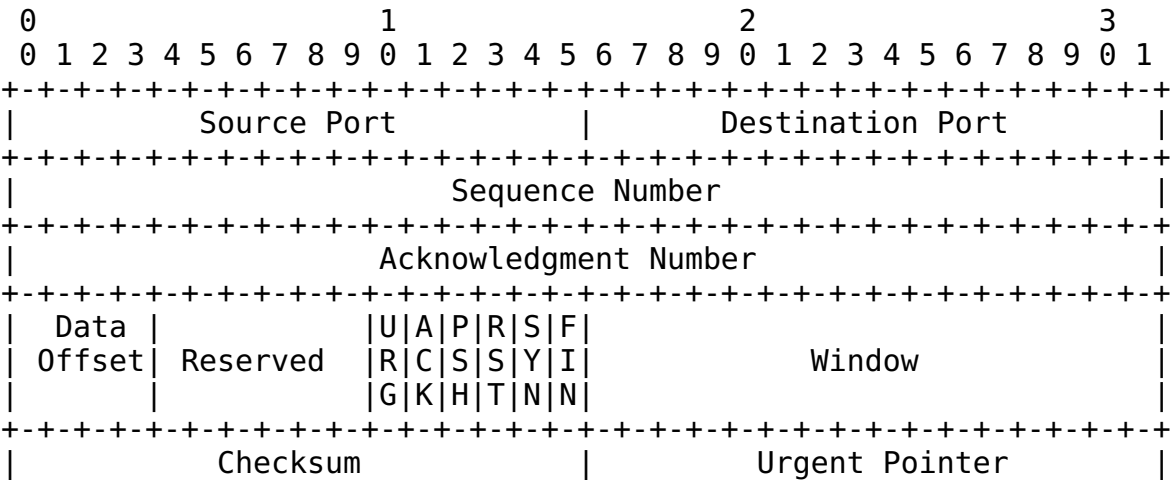 0                   1                   2                   3
 0 1 2 3 4 5 6 7 8 9 0 1 2 3 4 5 6 7 8 9 0 1 2 3 4 5 6 7 8 9 0 1
+-+-+-+-+-+-+-+-+-+-+-+-+-+-+-+-+-+-+-+-+-+-+-+-+-+-+-+-+-+-+-+-+
|          Source Port          |       Destination Port        |
+-+-+-+-+-+-+-+-+-+-+-+-+-+-+-+-+-+-+-+-+-+-+-+-+-+-+-+-+-+-+-+-+
|                        Sequence Number                        |
+-+-+-+-+-+-+-+-+-+-+-+-+-+-+-+-+-+-+-+-+-+-+-+-+-+-+-+-+-+-+-+-+
|                    Acknowledgment Number                      |
+-+-+-+-+-+-+-+-+-+-+-+-+-+-+-+-+-+-+-+-+-+-+-+-+-+-+-+-+-+-+-+-+
|  Data |           |U|A|P|R|S|F|                               |
| Offset| Reserved  |R|C|S|S|Y|I|            Window             |
|       |           |G|K|H|T|N|N|                               |
+-+-+-+-+-+-+-+-+-+-+-+-+-+-+-+-+-+-+-+-+-+-+-+-+-+-+-+-+-+-+-+-+
|           Checksum            |         Urgent Pointer        |